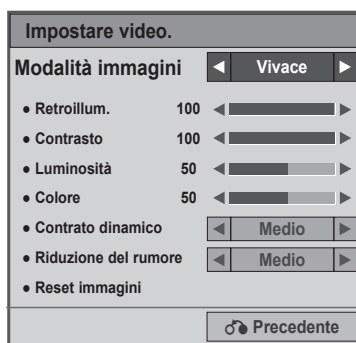 Impostare video.
Modalità immagini ◄ Vivace ►
● Retroillum. 100
● Contrasto 100
● Luminosità 50
● Colore 50
● Contrato dinamico ◄ Medio ►
● Riduzione del rumore ◄ Medio ►
● Reset immagini
Precedente